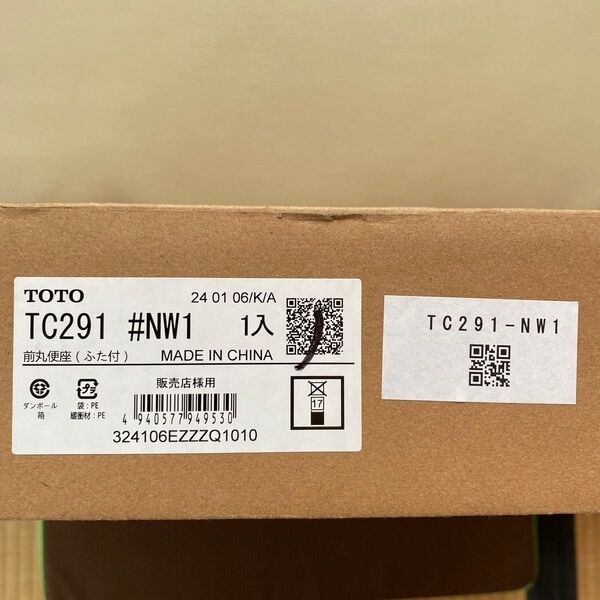 TOTO
24 01 06/K/A
TC291 #NW1 1入
前丸便座(ふた付) MADE IN CHINA
販売店様用
ダンボール
箱
プラ
袋:PE
緩衝材:PE
4 940577 949530
324106EZZZQ1010
17
TC291-NW1